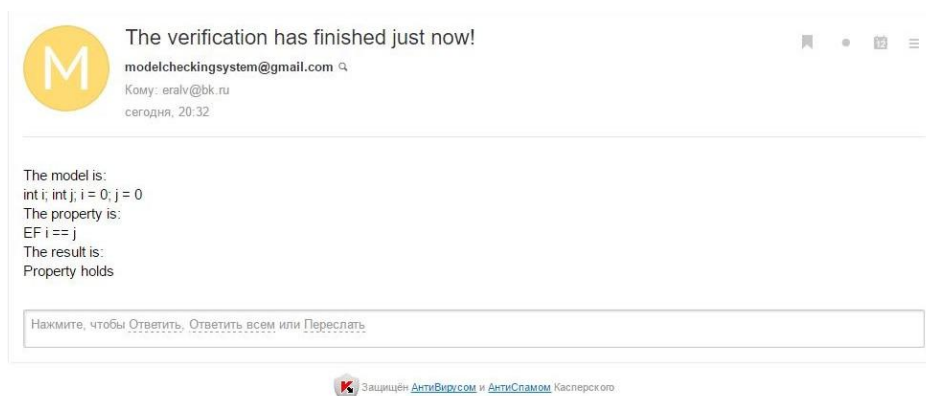 M
The verification has finished just now!
modelcheckingsystem@gmail.com
Кому: eralv@bk.ru
сегодня, 20:32
12
The model is:
int i; int j; i = 0; j = 0
The property is:
EF i == j
The result is:
Property holds
Нажмите, чтобы Ответить, Ответить всем или Переслать
Защищён АнтиВирусом и АнтиСпамом Касперского